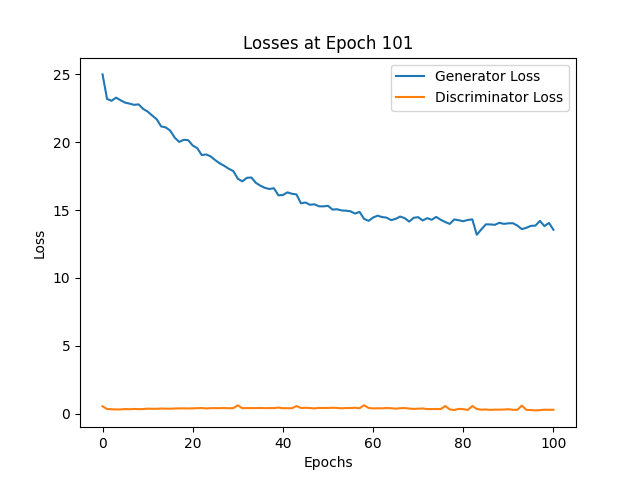 Losses at Epoch 101
Generator Loss
Discriminator Loss
25
20
15
10
5
0
Loss
0 20 40 60 80 100
Epochs